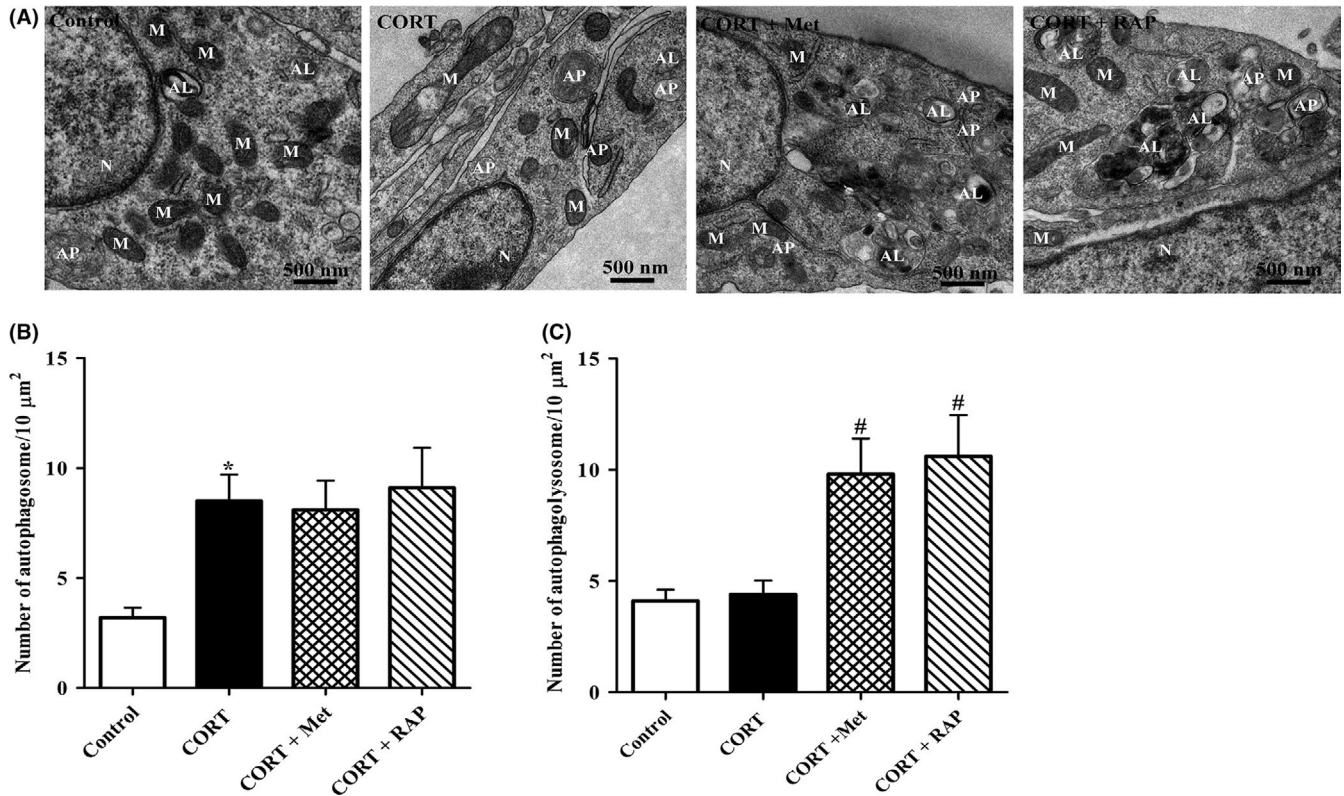 (A)
Control
M
M
AL
AL
M
M
N
M
M
AP
M
500 nm
CORT
M
AP
AL
AP
M
AP
AP
M
N
500 nm
CORT + Met
M
AL
AL
AP
AP
AL
N
M
M
AP
AL
500 nm
CORT + RAP
AL
M
AL
AP
M
AP
AL
AL
M
M
N
500 nm
(B)
Number of autophagosome/10 μm²
15
10
5
0
*
Control
CORT
CORT + Met
CORT + RAP
(C)
Number of autophagolysosome/10 μm²
15
10
5
0
#
#
Control
CORT
CORT +Met
CORT + RAP